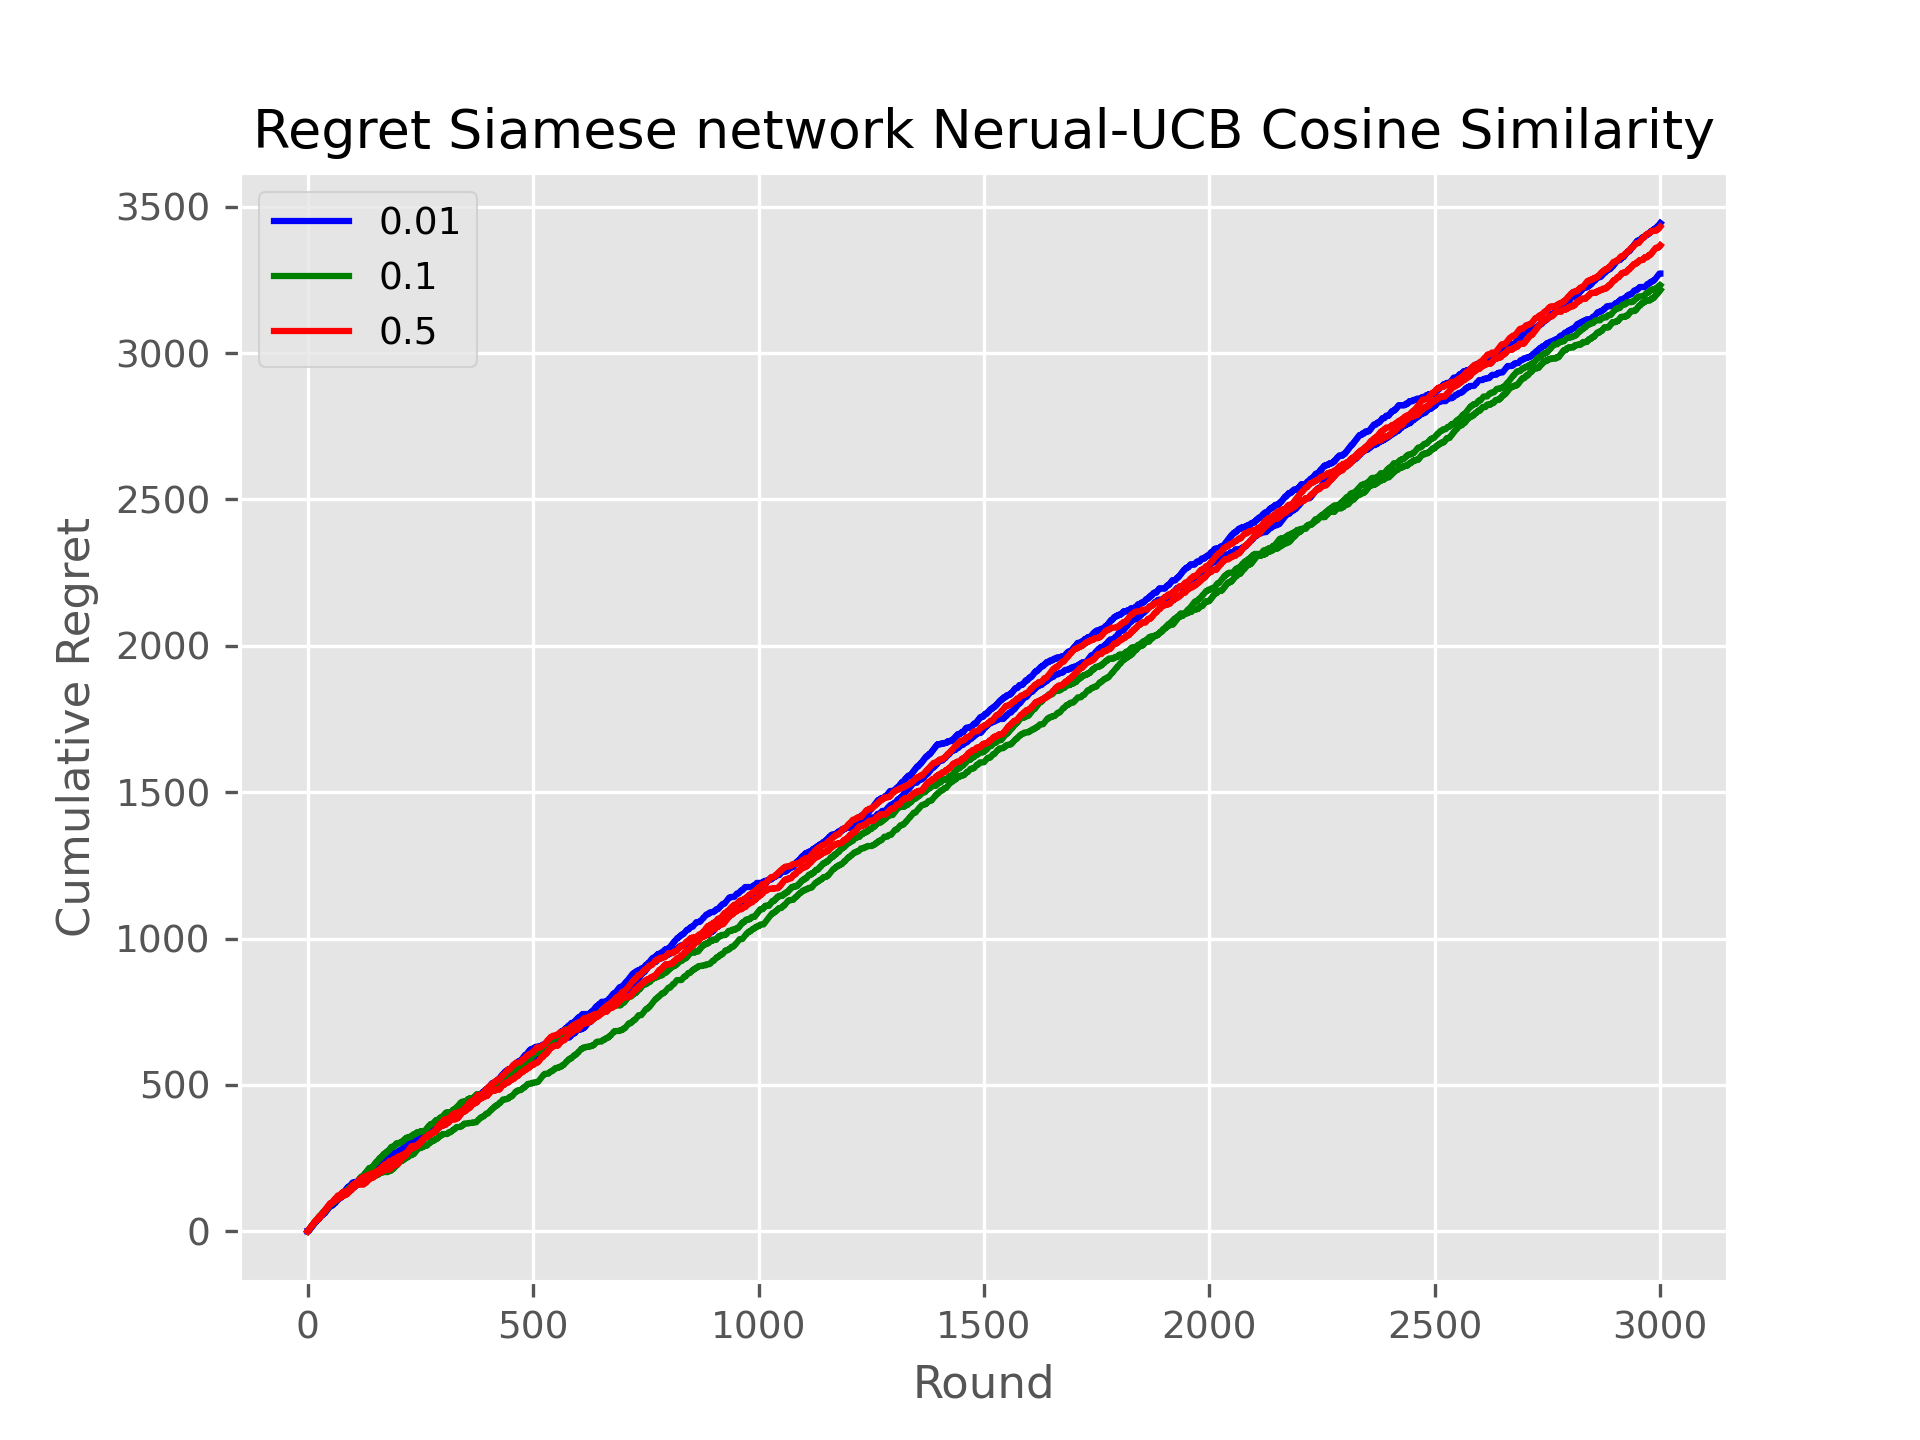 Regret Siamese network Nerual-UCB Cosine Similarity
0.01
0.1
0.5
3500
3000
2500
2000
1500
1000
500
0
Cumulative Regret
0 500 1000 1500 2000 2500 3000
Round